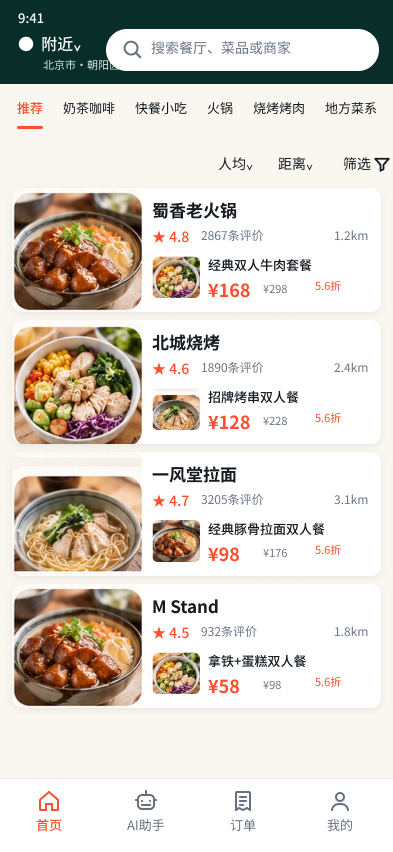 9:41
附近
搜索餐厅、菜品或商家
北京市·朝阳区
推荐 奶茶咖啡 快餐小吃 火锅 烧烤烤肉 地方菜系
人均 距离 筛选
蜀香老火锅
★ 4.8 2867条评价 1.2km
经典双人牛肉套餐
¥168 ¥298 5.6折
北城烧烤
★ 4.6 1890条评价 2.4km
招牌烤串双人餐
¥128 ¥228 5.6折
一风堂拉面
★ 4.7 3205条评价 3.1km
经典豚骨拉面双人餐
¥98 ¥176 5.6折
M Stand
★ 4.5 932条评价 1.8km
拿铁+蛋糕双人餐
¥58 ¥98 5.6折
首页 AI助手 订单 我的